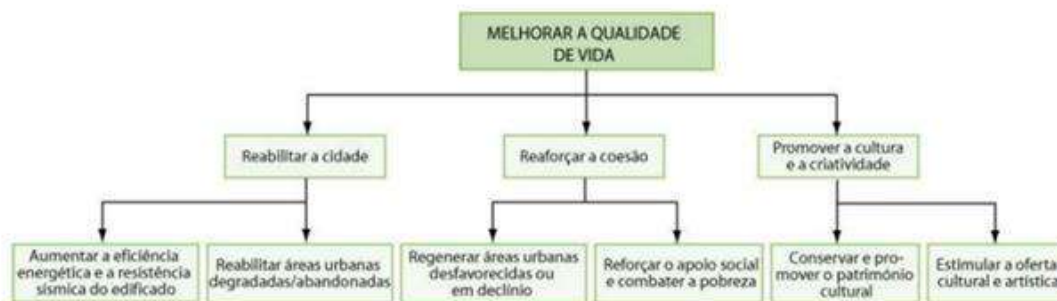 MELHORAR A QUALIDADE
DE VIDA
Reabilitar a cidade
Reaforçar a coesão
Promover a cultura
e a criatividade
Aumentar a eficiência
energética e a resistência
sísmica do edificado
Reabilitar áreas urbanas
degradadas/abandonadas
Regenerar áreas urbanas
desfavorecidas ou
em declínio
Reforçar o apoio social
e combater a pobreza
Conservar e pro-
mover o património
cultural
Estimular a oferta
cultural e artística